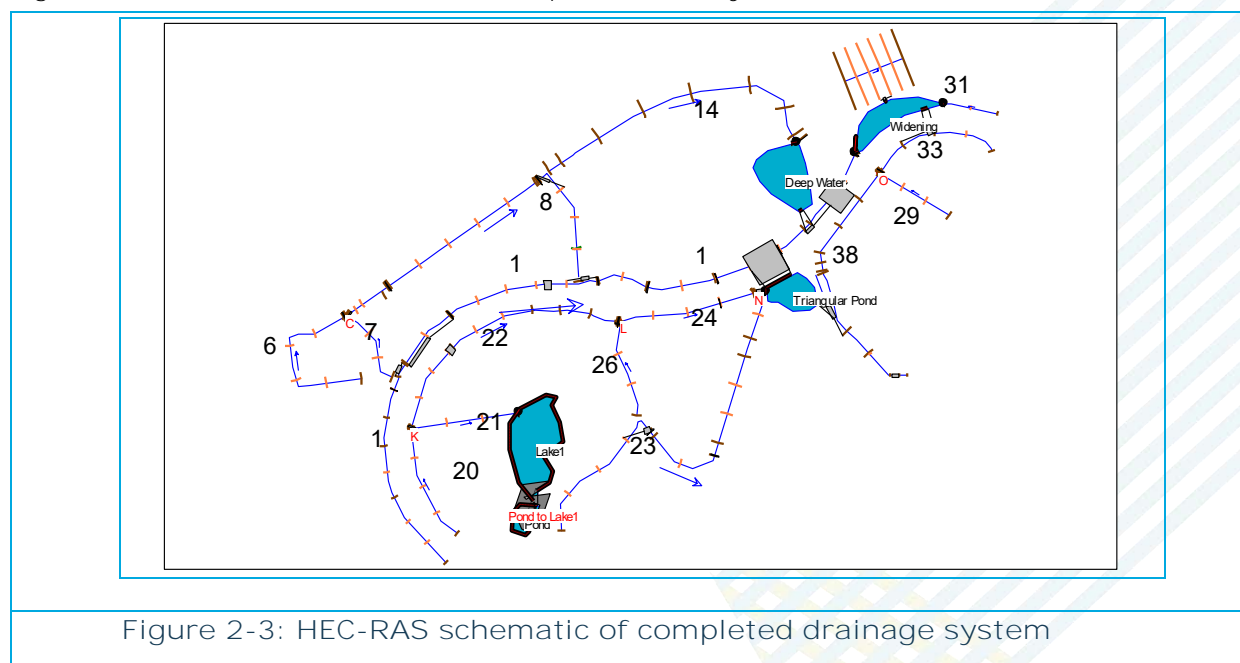 31
14
Widening
33
Deep Water
O
8
29
1
1
38
N
Triangular Pond
C
7
24
6
22
L
26
21
1
K
Lake1
23
20
Pond to Lake1
Pond
Figure 2-3: HEC-RAS schematic of completed drainage system